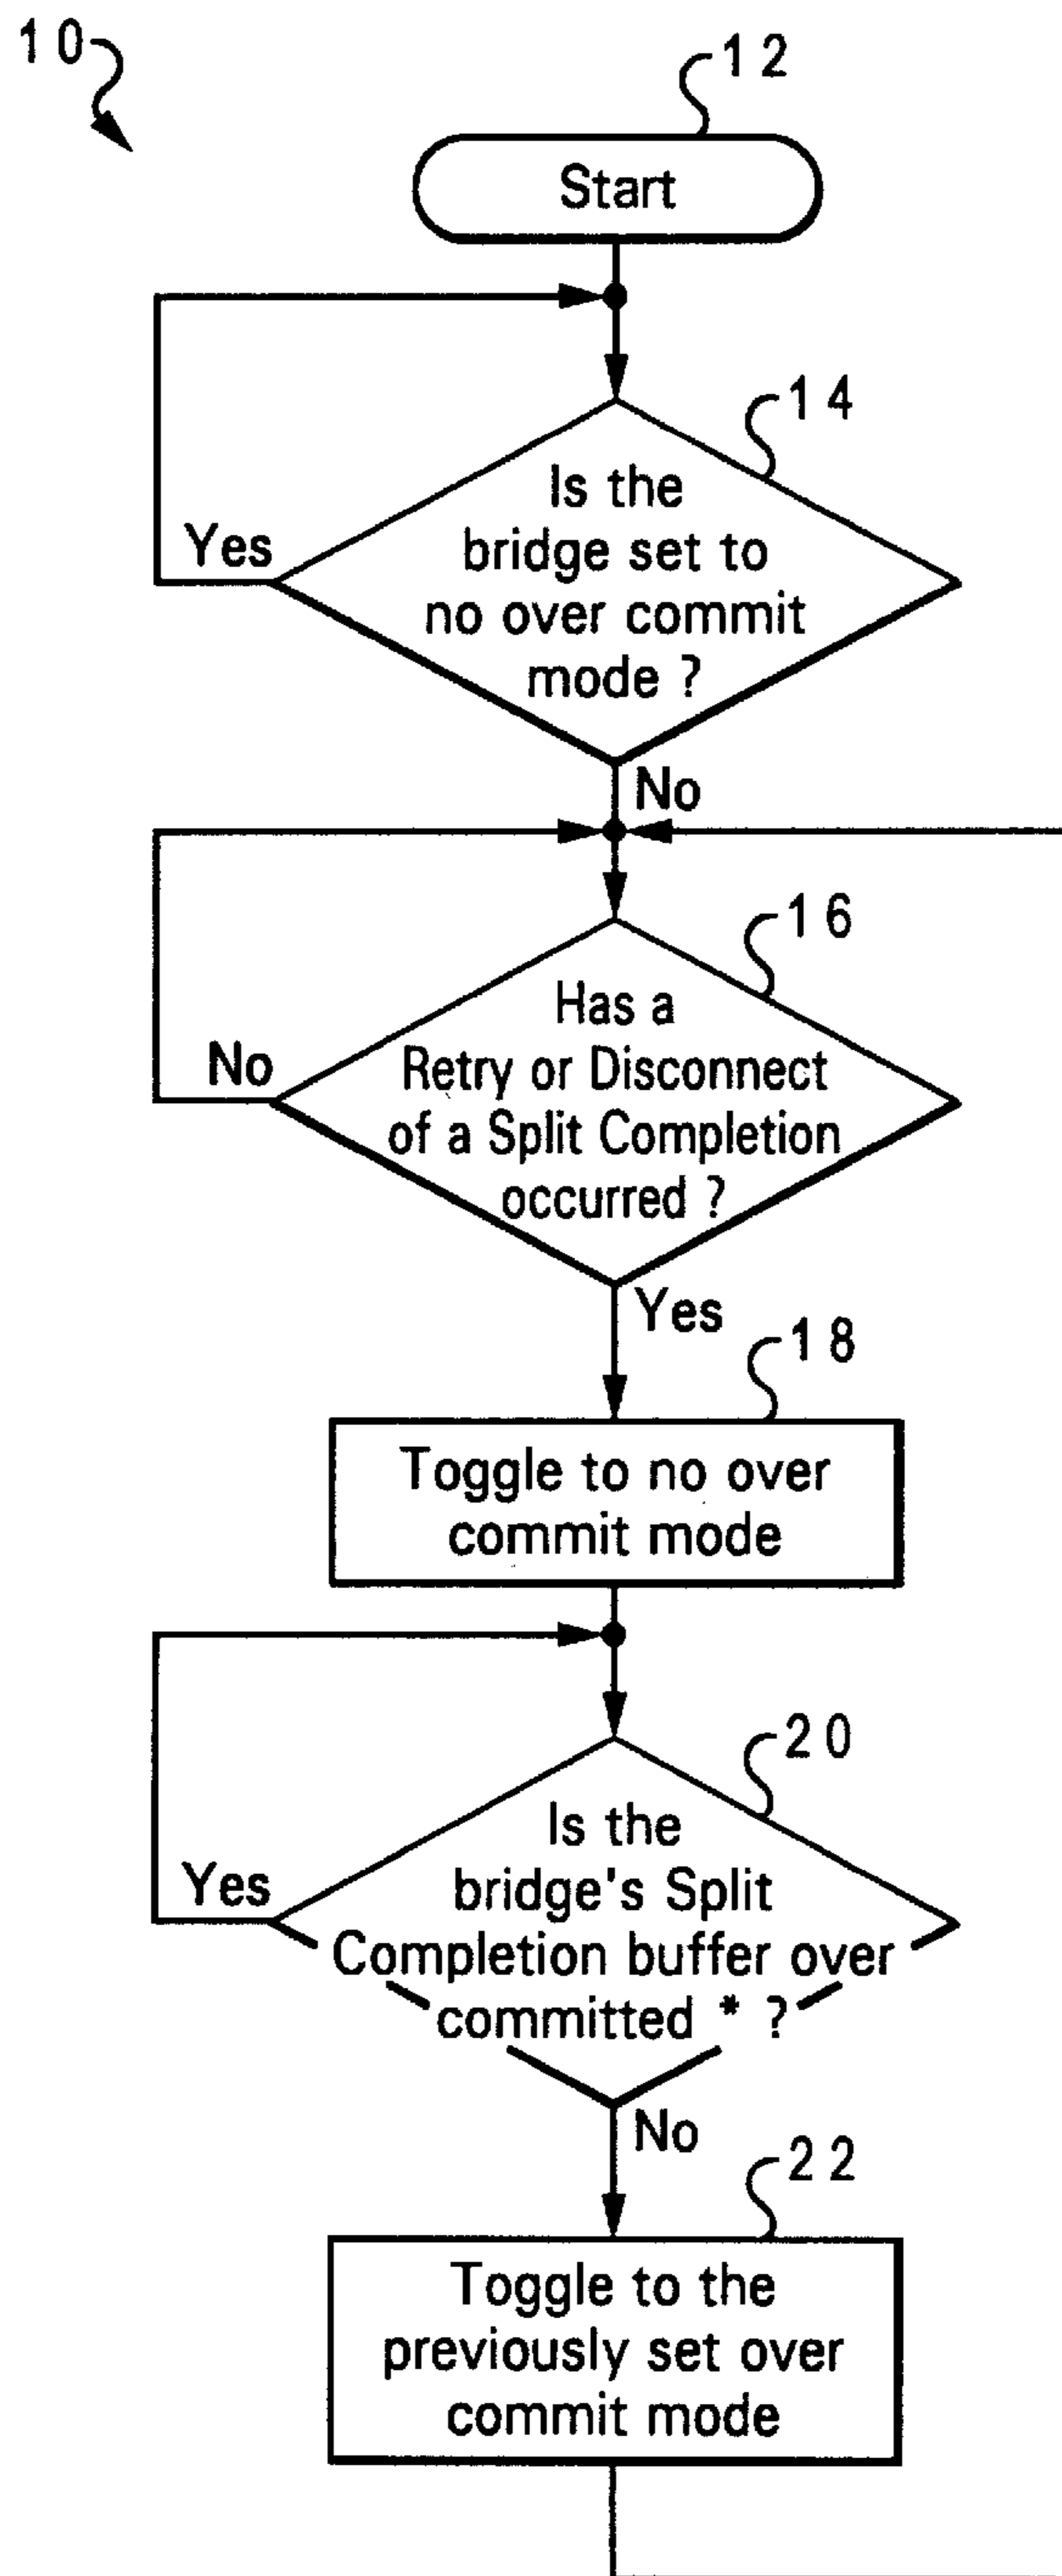 10
12
Start
14
Is the
bridge set to
no over commit
mode ?
Yes
No
16
Has a
Retry or Disconnect
of a Split Completion
occurred ?
No
Yes
18
Toggle to no over
commit mode
20
Is the
bridge's Split
Completion buffer over
committed * ?
Yes
No
22
Toggle to the
previously set over
commit mode